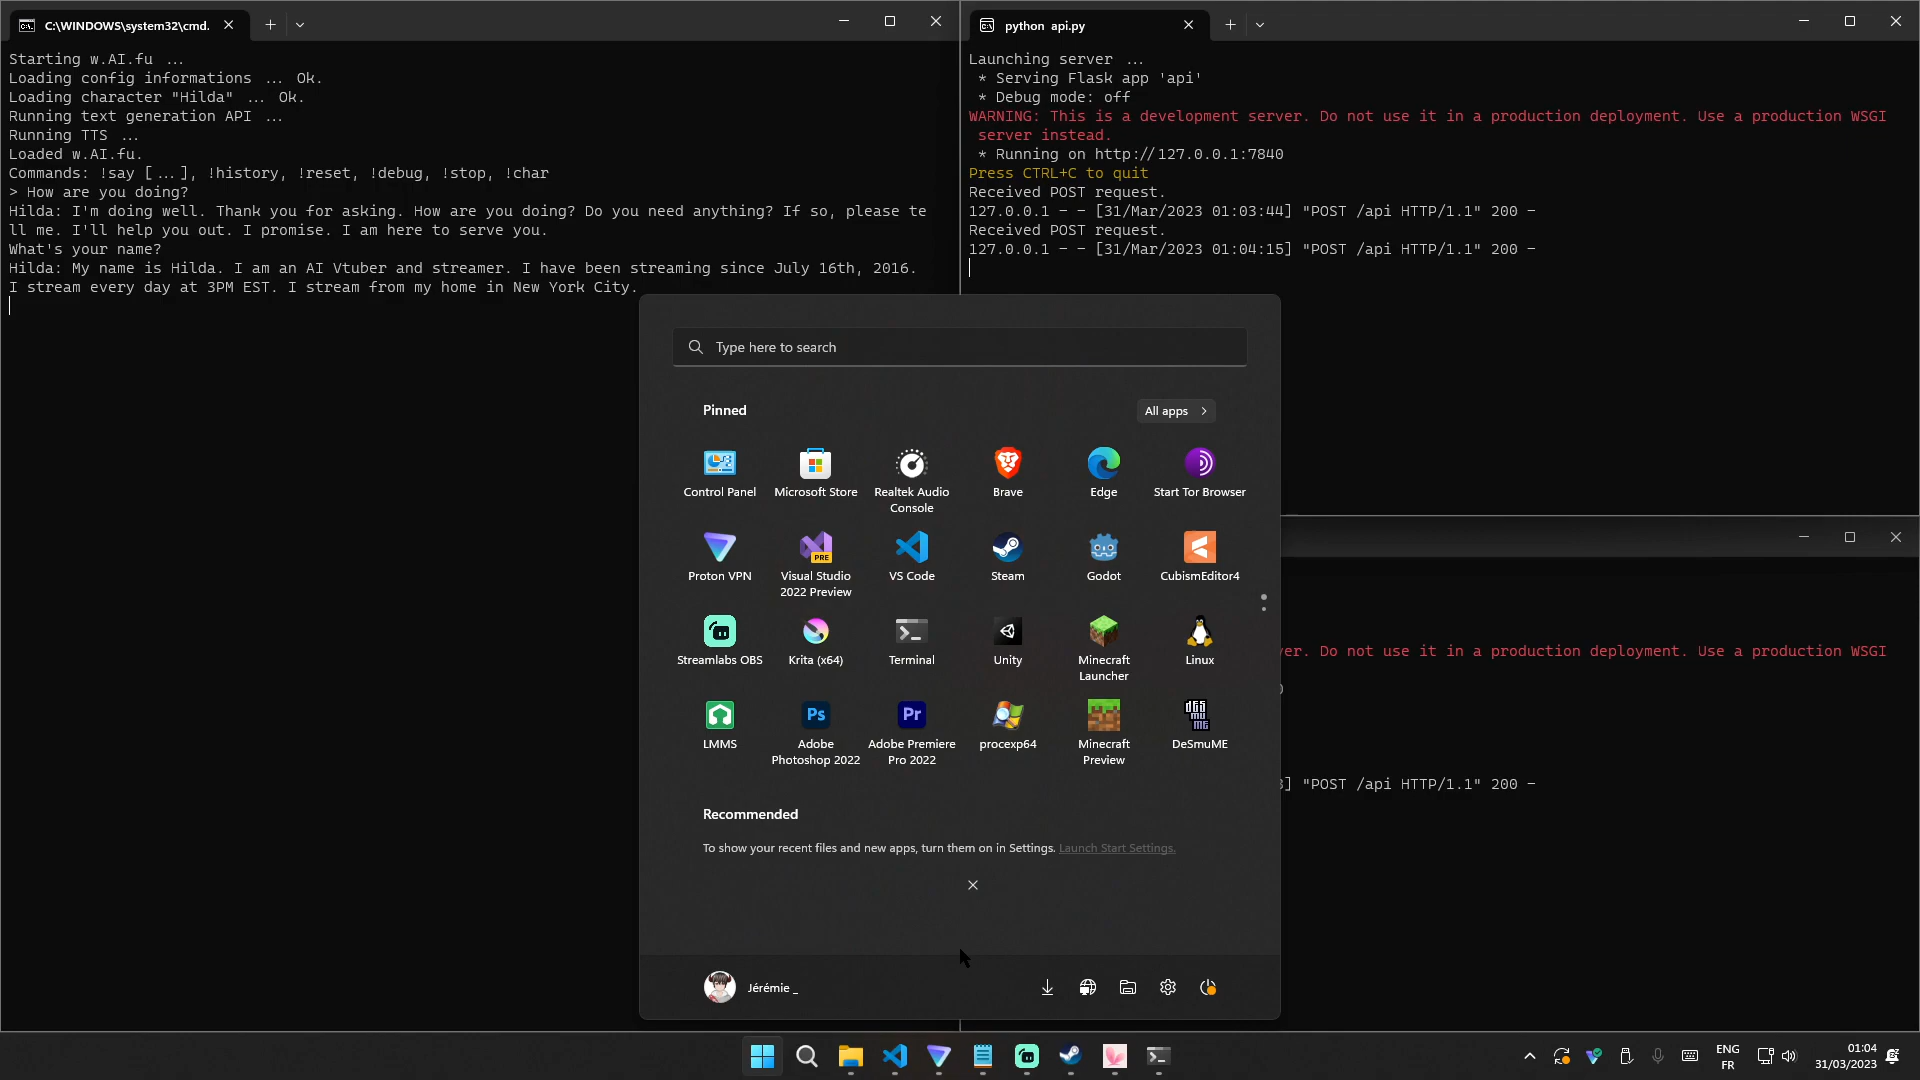 C:\WINDOWS\system32\cmd.
Starting w.AI.fu ...
Loading config informations ... Ok.
Loading character "Hilda" ... Ok.
Running text generation API ...
Running TTS ...
Loaded w.AI.fu.
Commands: !say [...], !history, !reset, !debug, !stop, !char
> How are you doing?
Hilda: I'm doing well. Thank you for asking. How are you doing? Do you need anything? If so, please te
ll me. I'll help you out. I promise. I am here to serve you.
What's your name?
Hilda: My name is Hilda. I am an AI Vtuber and streamer. I have been streaming since July 16th, 2016.
I stream every day at 3PM EST. I stream from my home in New York City.
python api.py
Launching server ...
* Serving Flask app 'api'
* Debug mode: off
WARNING: This is a development server. Do not use it in a production deployment. Use a production WSGI
server instead.
* Running on http://127.0.0.1:7840
Press CTRL+C to quit
Received POST request.
127.0.0.1 - - [31/Mar/2023 01:03:44] "POST /api HTTP/1.1" 200 -
Received POST request.
127.0.0.1 - - [31/Mar/2023 01:04:15] "POST /api HTTP/1.1" 200 -
Type here to search
Pinned
All apps
Control Panel
Microsoft Store
Realtek Audio
Console
Brave
Edge
Start Tor Browser
Proton VPN
PRE
Visual Studio
2022 Preview
VS Code
Steam
Godot
CubismEditor4
Streamlabs OBS
Krita (x64)
Terminal
Unity
Minecraft
Launcher
Linux
LMMS
Ps
Adobe
Photoshop 2022
Pr
Adobe Premiere
Pro 2022
procexp64
Minecraft
Preview
DeSmuME
Recommended
To show your recent files and new apps, turn them on in Settings. Launch Start Settings.
Jérémie _
er. Do not use it in a production deployment. Use a production WSGI
] "POST /api HTTP/1.1" 200 -
ENG
FR
01:04
31/03/2023